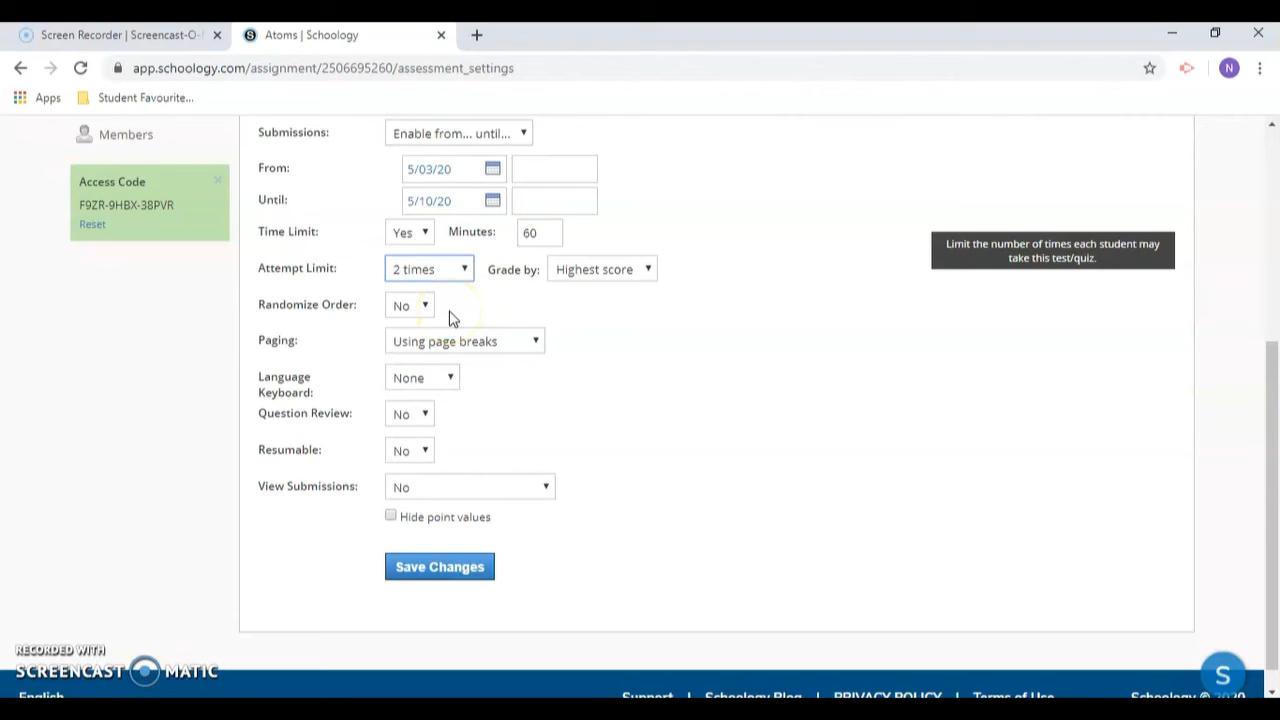 Screen Recorder | Screencast-O-
Atoms | Schoology
app.schoology.com/assignment/2506695260/assessment_settings
N
Apps
Student Favourite...
Members
Access Code
F9ZR-9HBX-38PVR
Reset
Submissions: Enable from... until...
From: 5/03/20
Until: 5/10/20
Time Limit: Yes Minutes: 60
Attempt Limit: 2 times Grade by: Highest score
Randomize Order: No
Paging: Using page breaks
Language
Keyboard: None
Question Review: No
Resumable: No
View Submissions: No
Hide point values
Save Changes
Limit the number of times each student may
take this test/quiz.
RECORDED WITH
SCREENCAST MATIC
S
English
Support | Schoology Blog | PRIVACY POLICY | Terms of Use
Schoology © 2020